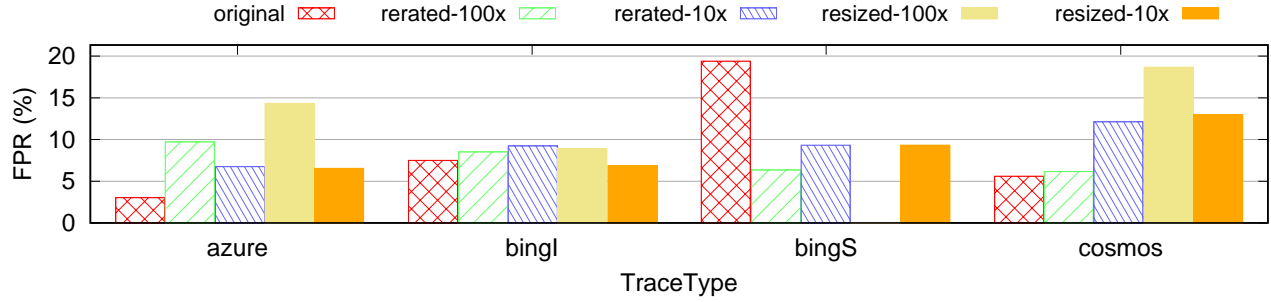 original rerated-100x rerated-10x resized-100x resized-10x
FPR (%)
20
15
10
5
0
azure bingI bingS cosmos
TraceType